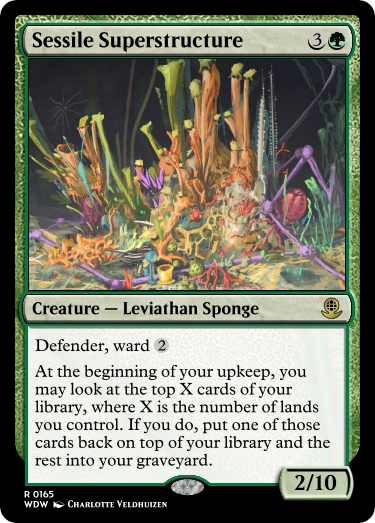 Sessile Superstructure 3
Creature — Leviathan Sponge
Defender, ward 2
At the beginning of your upkeep, you
may look at the top X cards of your
library, where X is the number of lands
you control. If you do, put one of those
cards back on top of your library and the
rest into your graveyard.
2/10
R 0165
WDW Charlotte Veldhuizen